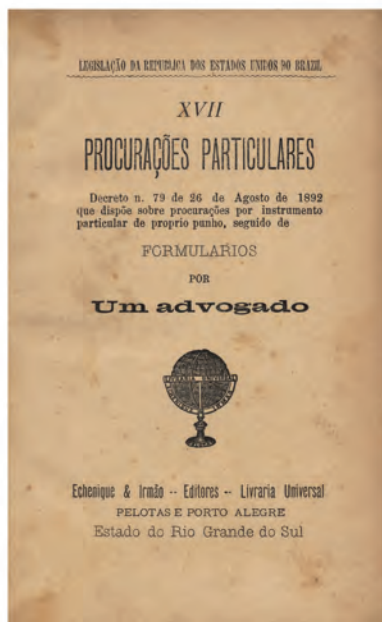 LEGISLAÇÃO DA REPUBLICA DOS ESTADOS UNIDOS DO BRAZIL
XVII
PROCURAÇÕES PARTICULARES
Decreto n. 79 de 26 de Agosto de 1892
que dispõe sobre procurações por instrumento
particular de proprio punho, seguido de
FORMULARIOS
POR
Um advogado
LIVRARIA UNIVERSAL
Echenique & Irmão -- Editores -- Livraria Universal
PELOTAS E PORTO ALEGRE
Estado do Rio Grande do Sul